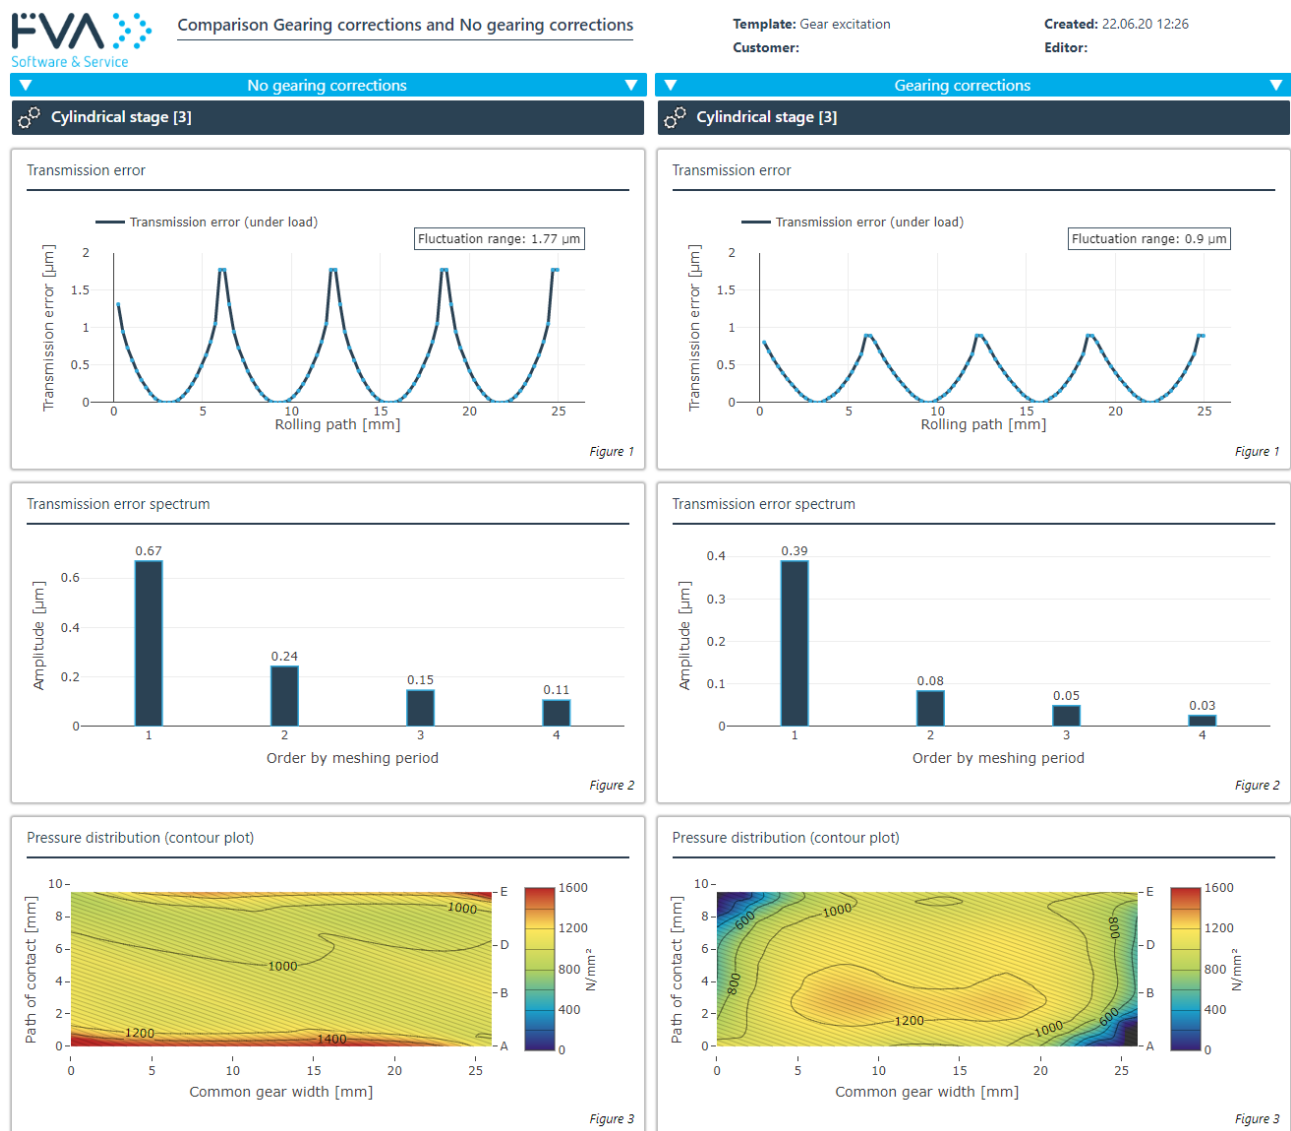 FVA
Software & Service
Comparison Gearing corrections and No gearing corrections
Template: Gear excitation
Customer:
Created: 22.06.20 12:26
Editor:
No gearing corrections
Cylindrical stage [3]
Transmission error
Transmission error (under load)
Fluctuation range: 1.77 μm
Transmission error [μm]
2
1.5
1
0.5
0
0 5 10 15 20 25
Rolling path [mm]
Figure 1
Transmission error spectrum
Amplitude [μm]
0.6
0.4
0.2
0
0.67
0.24
0.15
0.11
1 2 3 4
Order by meshing period
Figure 2
Pressure distribution (contour plot)
Path of contact [mm]
10
8
6
4
2
0
1000
1000
1200
1400
E
D
B
A
1600
1200
800
400
0
N/mm²
0 5 10 15 20 25
Common gear width [mm]
Figure 3
Gearing corrections
Cylindrical stage [3]
Transmission error
Transmission error (under load)
Fluctuation range: 0.9 μm
Transmission error [μm]
2
1.5
1
0.5
0
0 5 10 15 20 25
Rolling path [mm]
Figure 1
Transmission error spectrum
Amplitude [μm]
0.4
0.3
0.2
0.1
0
0.39
0.08
0.05
0.03
1 2 3 4
Order by meshing period
Figure 2
Pressure distribution (contour plot)
Path of contact [mm]
10
8
6
4
2
0
600
1000
800
800
1200
1000
600
E
D
B
A
1600
1200
800
400
0
N/mm²
0 5 10 15 20 25
Common gear width [mm]
Figure 3